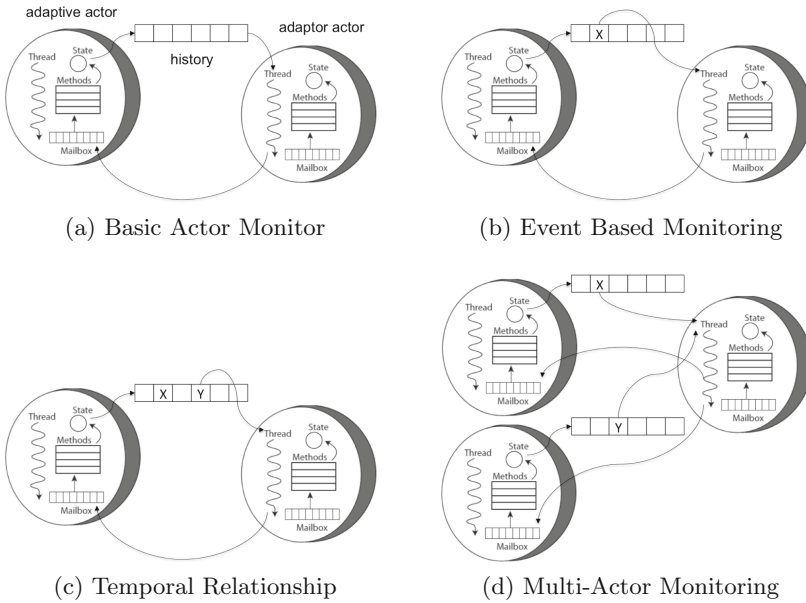 adaptive actor
adaptor actor
history
Thread
State
Methods
Mailbox
Thread
State
Methods
Mailbox
(a) Basic Actor Monitor
X
Thread
State
Methods
Mailbox
Thread
State
Methods
Mailbox
(b) Event Based Monitoring
X Y
Thread
State
Methods
Mailbox
Thread
State
Methods
Mailbox
(c) Temporal Relationship
X
Thread
State
Methods
Mailbox
Thread
State
Methods
Mailbox
Y
Thread
State
Methods
Mailbox
(d) Multi-Actor Monitoring